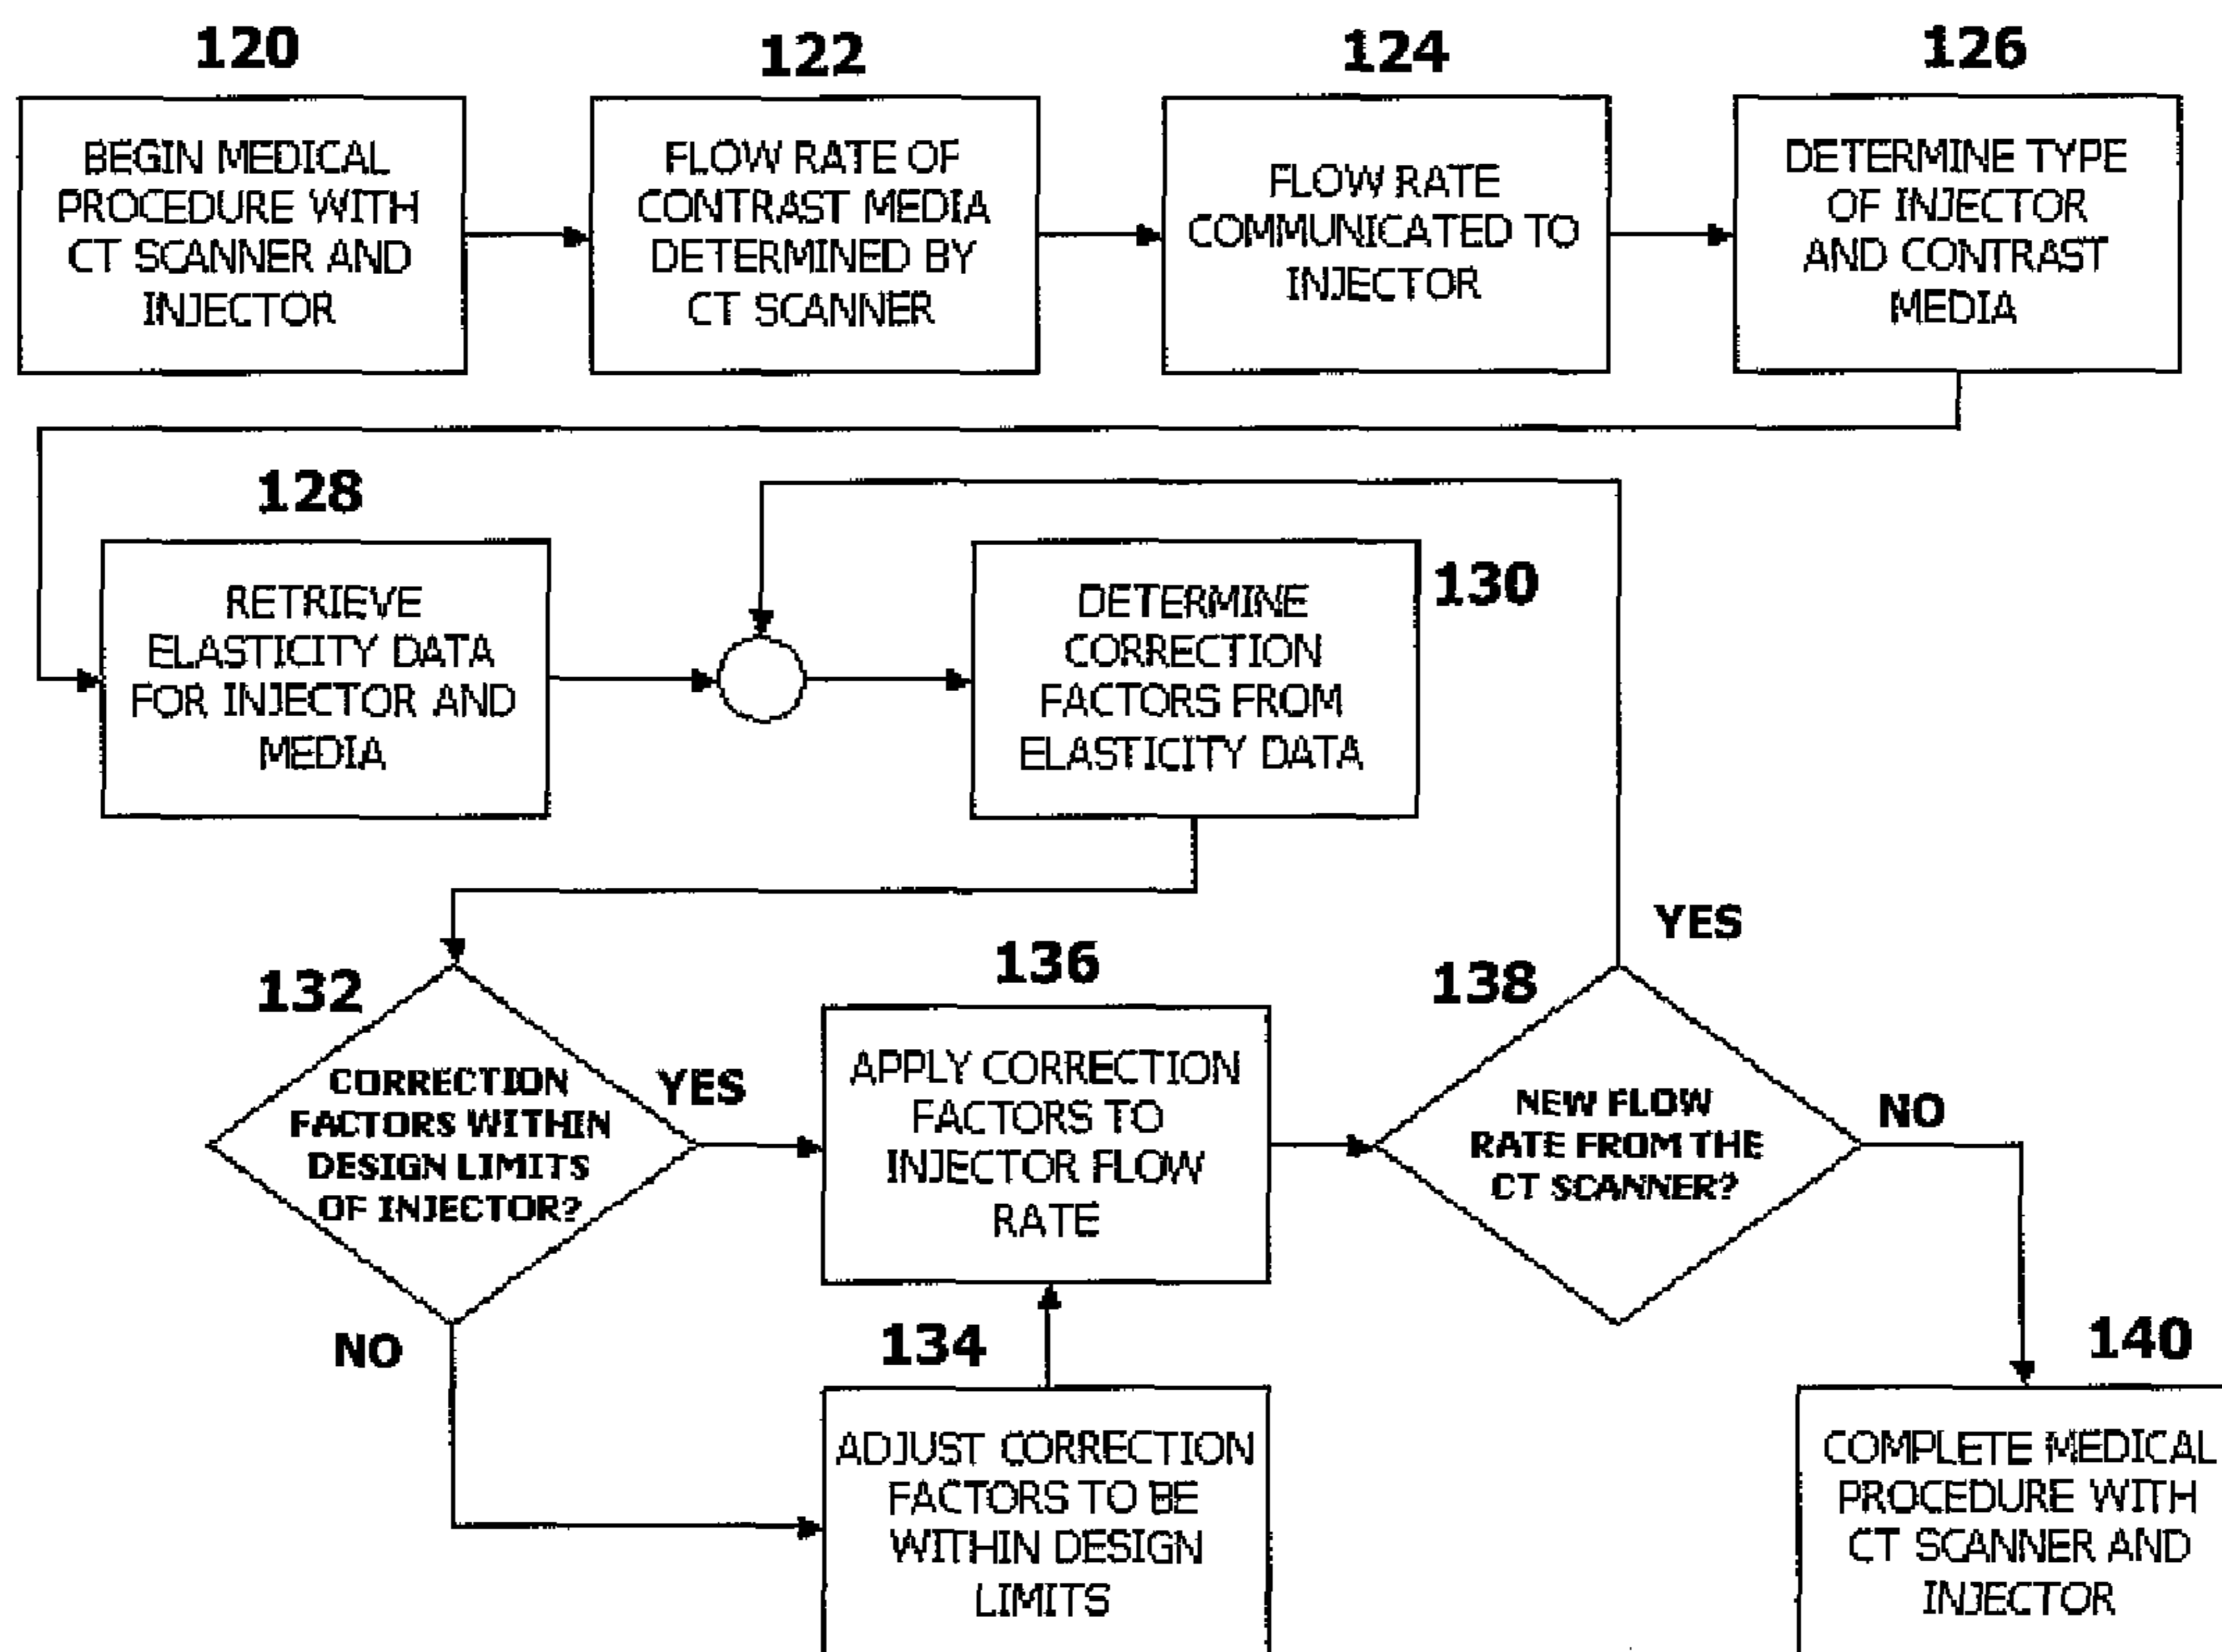 120
BEGIN MEDICAL
PROCEDURE WITH
CT SCANNER AND
INJECTOR
122
FLOW RATE OF
CONTRAST MEDIA
DETERMINED BY
CT SCANNER
124
FLOW RATE
COMMUNICATED TO
INJECTOR
126
DETERMINE TYPE
OF INJECTOR
AND CONTRAST
MEDIA
128
RETRIEVE
ELASTICITY DATA
FOR INJECTOR AND
MEDIA
130
DETERMINE
CORRECTION
FACTORS FROM
ELASTICITY DATA
132
CORRECTION
FACTORS WITHIN
DESIGN LIMITS
OF INJECTOR?
YES
NO
136
APPLY CORRECTION
FACTORS TO
INJECTOR FLOW
RATE
134
ADJUST CORRECTION
FACTORS TO BE
WITHIN DESIGN
LIMITS
138
NEW FLOW
RATE FROM THE
CT SCANNER?
YES
NO
140
COMPLETE MEDICAL
PROCEDURE WITH
CT SCANNER AND
INJECTOR